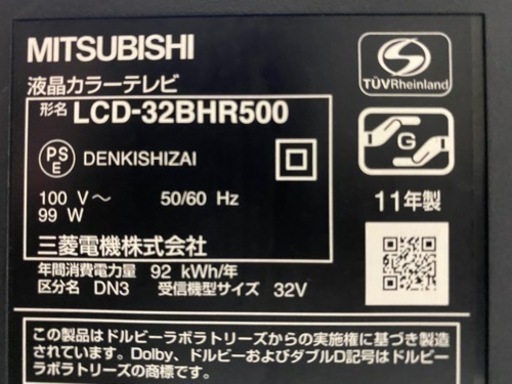 MITSUBISHI
液晶カラーテレビ
形名 LCD-32BHR500
PS E DENKISHIZAI
100 V～ 50/60 Hz
99 W
三菱電機株式会社
年間消費電力量 92 kWh/年
区分名 DN3 受信機型サイズ 32V
S
TÜVRheinland
G
11年製
この製品はドルビーラボラトリーズからの実施権に基づき製造
されています。Dolby、ドルビーおよびダブルD記号はドルビー
ラボラトリーズの商標です。